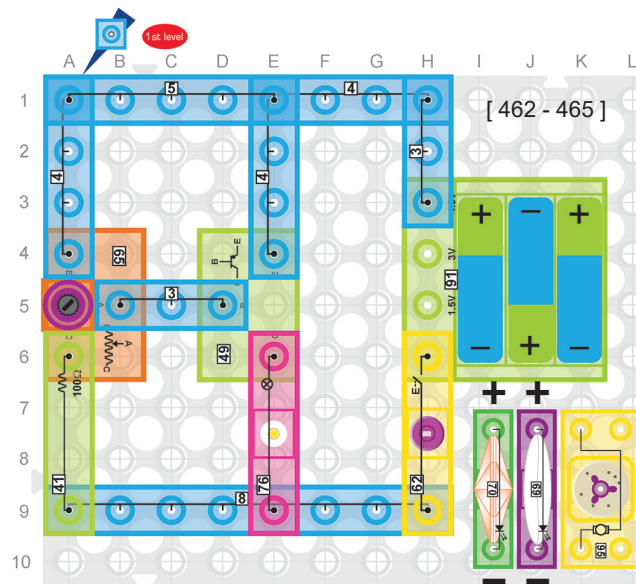 1st level
A B C D E F G H I J K L
1 5 4 [ 462 - 465 ]
2
4 4 3
3
4 65 B E 3V
91
5 A 3 1.5V
6 A C 49 E
100Ω
7
8 70 69
41 8 76 62
9 95
10